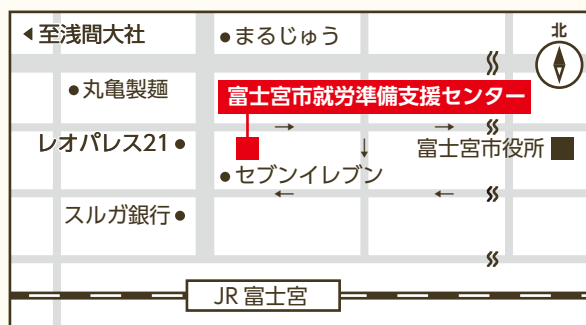 至浅間大社
まるじゅう
北
丸亀製麺
富士宮市就労準備支援センター
レオパレス21
富士宮市役所
セブンイレブン
スルガ銀行
JR 富士宮